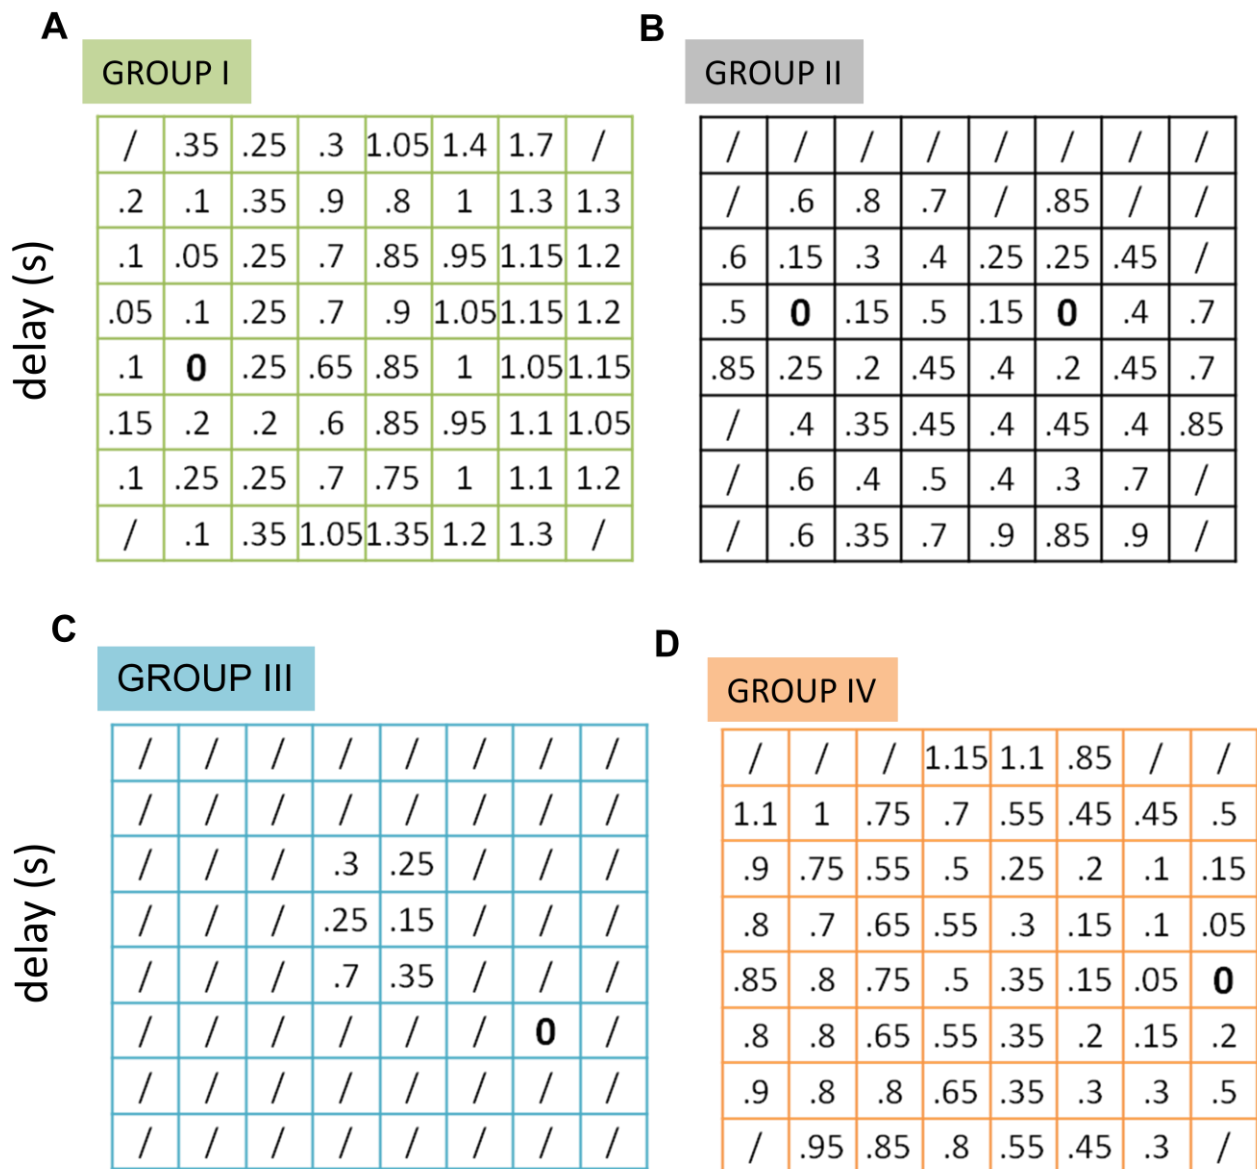 A
GROUP I
delay (s)
/ .35 .25 .3 1.05 1.4 1.7 /
.2 .1 .35 .9 .8 1 1.3 1.3
.1 .05 .25 .7 .85 .95 1.15 1.2
.05 .1 .25 .7 .9 1.05 1.15 1.2
.1 0 .25 .65 .85 1 1.05 1.15
.15 .2 .2 .6 .85 .95 1.1 1.05
.1 .25 .25 .7 .75 1 1.1 1.2
/ .1 .35 1.05 1.35 1.2 1.3 /
B
GROUP II
/ / / / / / / /
/ .6 .8 .7 / .85 / /
.6 .15 .3 .4 .25 .25 .45 /
.5 0 .15 .5 .15 0 .4 .7
.85 .25 .2 .45 .4 .2 .45 .7
/ .4 .35 .45 .4 .45 .4 .85
/ .6 .4 .5 .4 .3 .7 /
/ .6 .35 .7 .9 .85 .9 /
C
GROUP III
delay (s)
/ / / / / / / /
/ / / / / / / /
/ / / .3 .25 / / /
/ / / .25 .15 / / /
/ / / .7 .35 / / /
/ / / / / / 0 /
/ / / / / / / /
/ / / / / / / /
D
GROUP IV
/ / / 1.15 1.1 .85 / /
1.1 1 .75 .7 .55 .45 .45 .5
.9 .75 .55 .5 .25 .2 .1 .15
.8 .7 .65 .55 .3 .15 .1 .05
.85 .8 .75 .5 .35 .15 .05 0
.8 .8 .65 .55 .35 .2 .15 .2
.9 .8 .8 .65 .35 .3 .3 .5
/ .95 .85 .8 .55 .45 .3 /